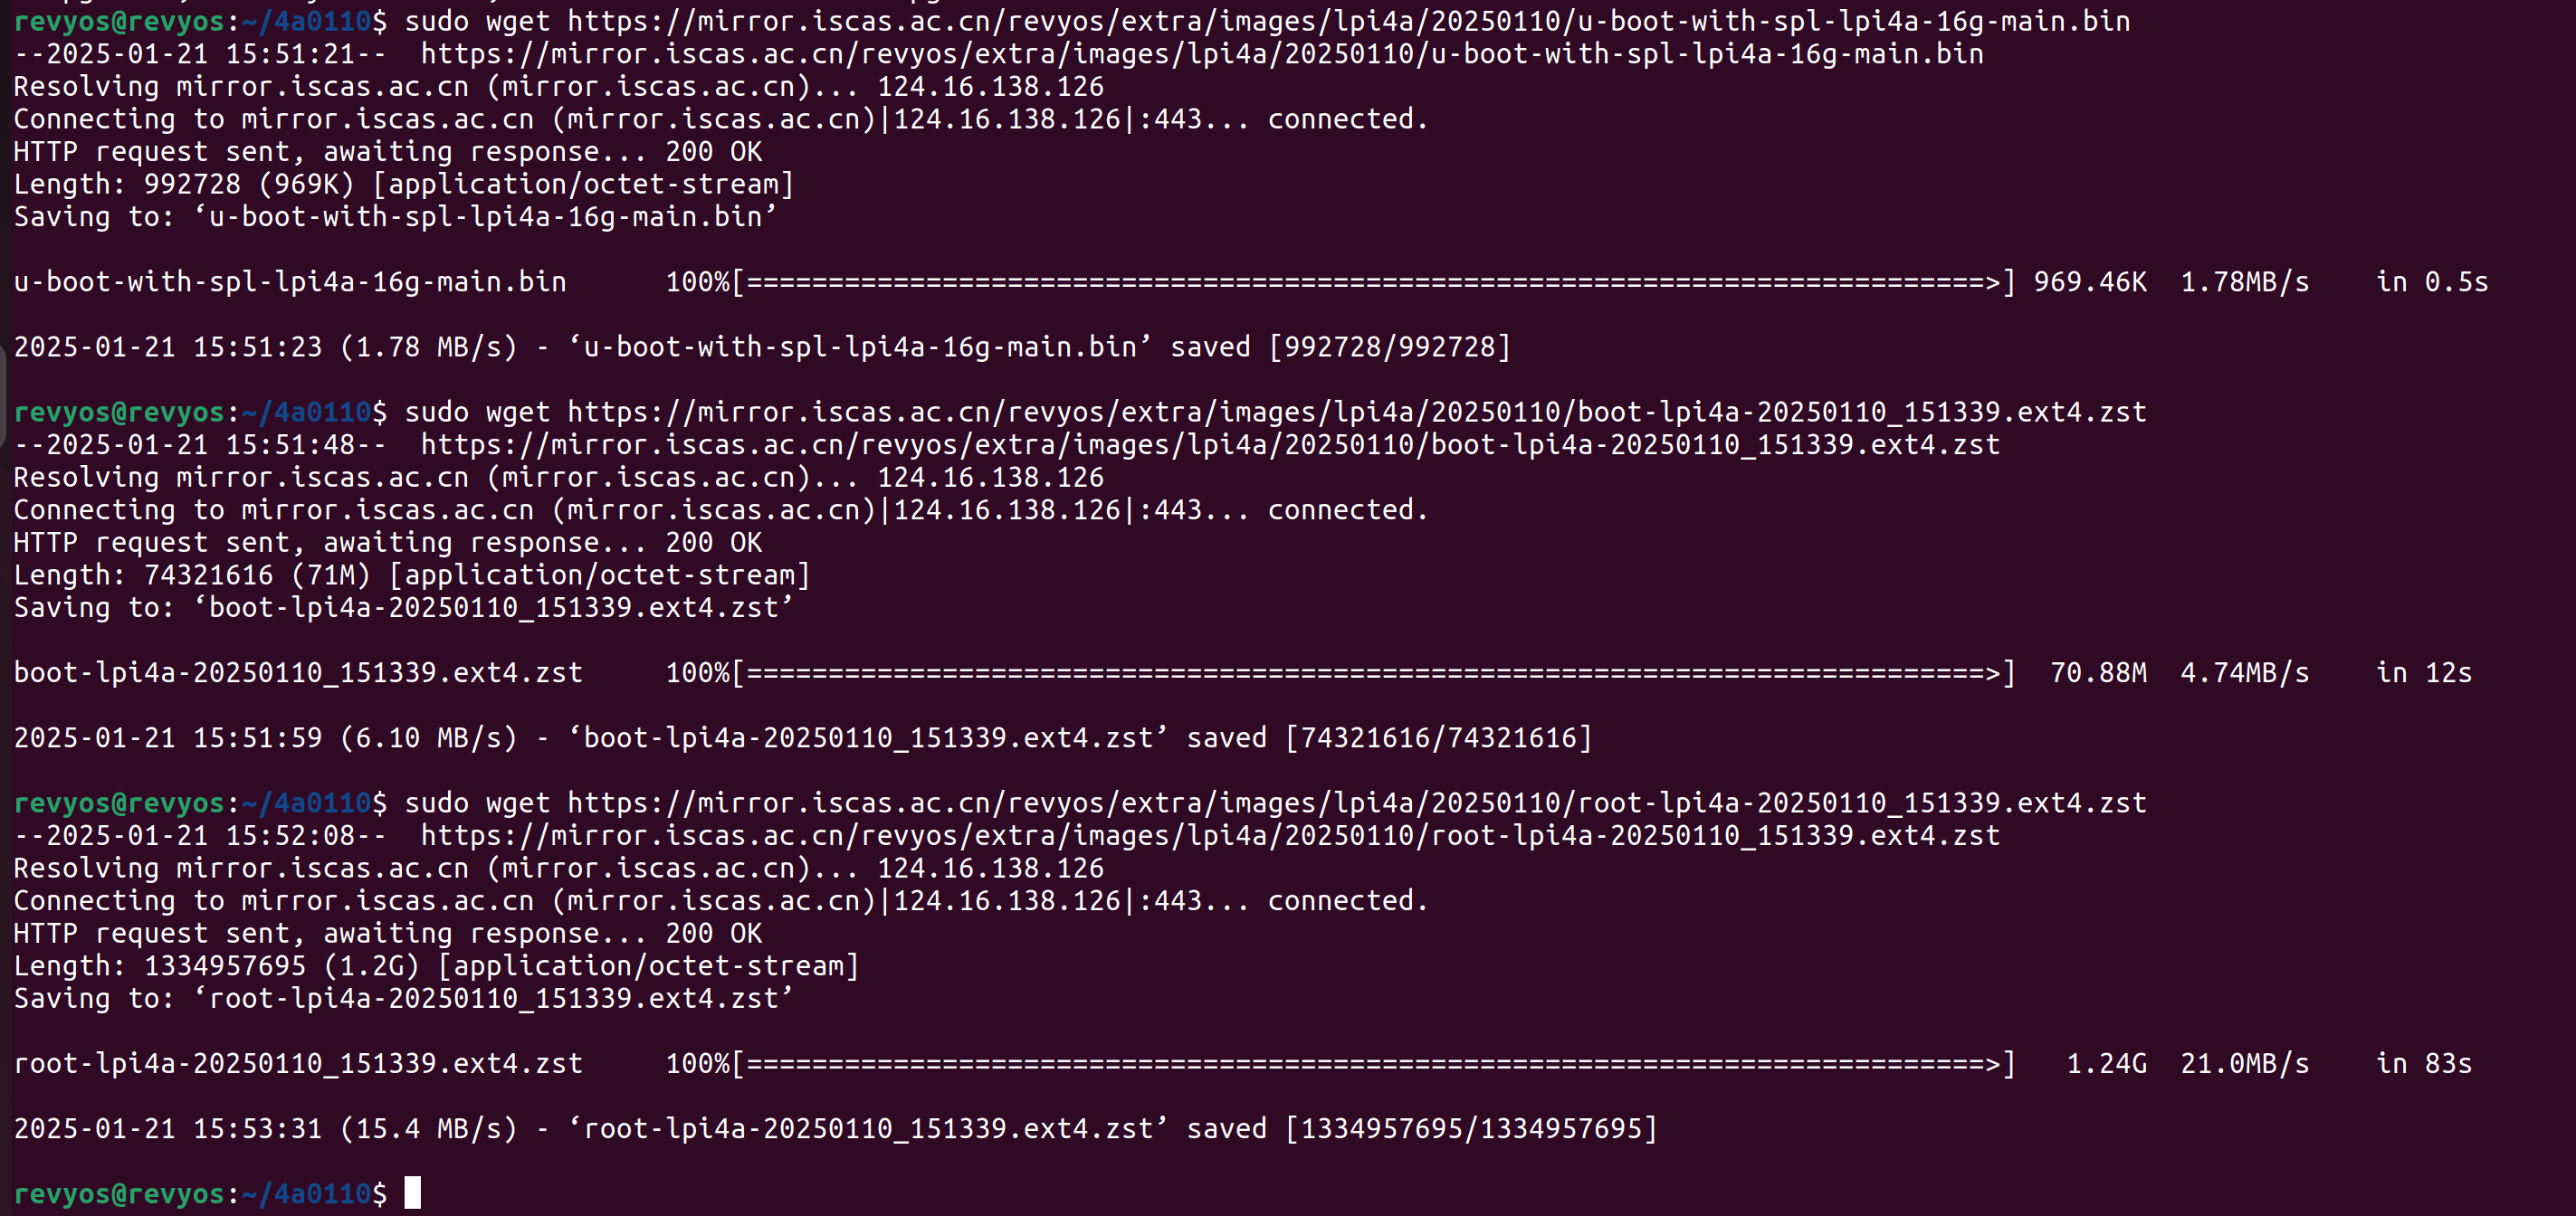 revyos@revyos:~/4a0110$ sudo wget https://mirror.iscas.ac.cn/revyos/extra/images/lpi4a/20250110/u-boot-with-spl-lpi4a-16g-main.bin
--2025-01-21 15:51:21--  https://mirror.iscas.ac.cn/revyos/extra/images/lpi4a/20250110/u-boot-with-spl-lpi4a-16g-main.bin
Resolving mirror.iscas.ac.cn (mirror.iscas.ac.cn)... 124.16.138.126
Connecting to mirror.iscas.ac.cn (mirror.iscas.ac.cn)|124.16.138.126|:443... connected.
HTTP request sent, awaiting response... 200 OK
Length: 992728 (969K) [application/octet-stream]
Saving to: ‘u-boot-with-spl-lpi4a-16g-main.bin’
u-boot-with-spl-lpi4a-16g-main.bin      100%[============================================================================>] 969.46K  1.78MB/s    in 0.5s
2025-01-21 15:51:23 (1.78 MB/s) - ‘u-boot-with-spl-lpi4a-16g-main.bin’ saved [992728/992728]
revyos@revyos:~/4a0110$ sudo wget https://mirror.iscas.ac.cn/revyos/extra/images/lpi4a/20250110/boot-lpi4a-20250110_151339.ext4.zst
--2025-01-21 15:51:48--  https://mirror.iscas.ac.cn/revyos/extra/images/lpi4a/20250110/boot-lpi4a-20250110_151339.ext4.zst
Resolving mirror.iscas.ac.cn (mirror.iscas.ac.cn)... 124.16.138.126
Connecting to mirror.iscas.ac.cn (mirror.iscas.ac.cn)|124.16.138.126|:443... connected.
HTTP request sent, awaiting response... 200 OK
Length: 74321616 (71M) [application/octet-stream]
Saving to: ‘boot-lpi4a-20250110_151339.ext4.zst’
boot-lpi4a-20250110_151339.ext4.zst     100%[============================================================================>]  70.88M  4.74MB/s    in 12s
2025-01-21 15:51:59 (6.10 MB/s) - ‘boot-lpi4a-20250110_151339.ext4.zst’ saved [74321616/74321616]
revyos@revyos:~/4a0110$ sudo wget https://mirror.iscas.ac.cn/revyos/extra/images/lpi4a/20250110/root-lpi4a-20250110_151339.ext4.zst
--2025-01-21 15:52:08--  https://mirror.iscas.ac.cn/revyos/extra/images/lpi4a/20250110/root-lpi4a-20250110_151339.ext4.zst
Resolving mirror.iscas.ac.cn (mirror.iscas.ac.cn)... 124.16.138.126
Connecting to mirror.iscas.ac.cn (mirror.iscas.ac.cn)|124.16.138.126|:443... connected.
HTTP request sent, awaiting response... 200 OK
Length: 1334957695 (1.2G) [application/octet-stream]
Saving to: ‘root-lpi4a-20250110_151339.ext4.zst’
root-lpi4a-20250110_151339.ext4.zst     100%[============================================================================>]   1.24G  21.0MB/s    in 83s
2025-01-21 15:53:31 (15.4 MB/s) - ‘root-lpi4a-20250110_151339.ext4.zst’ saved [1334957695/1334957695]
revyos@revyos:~/4a0110$